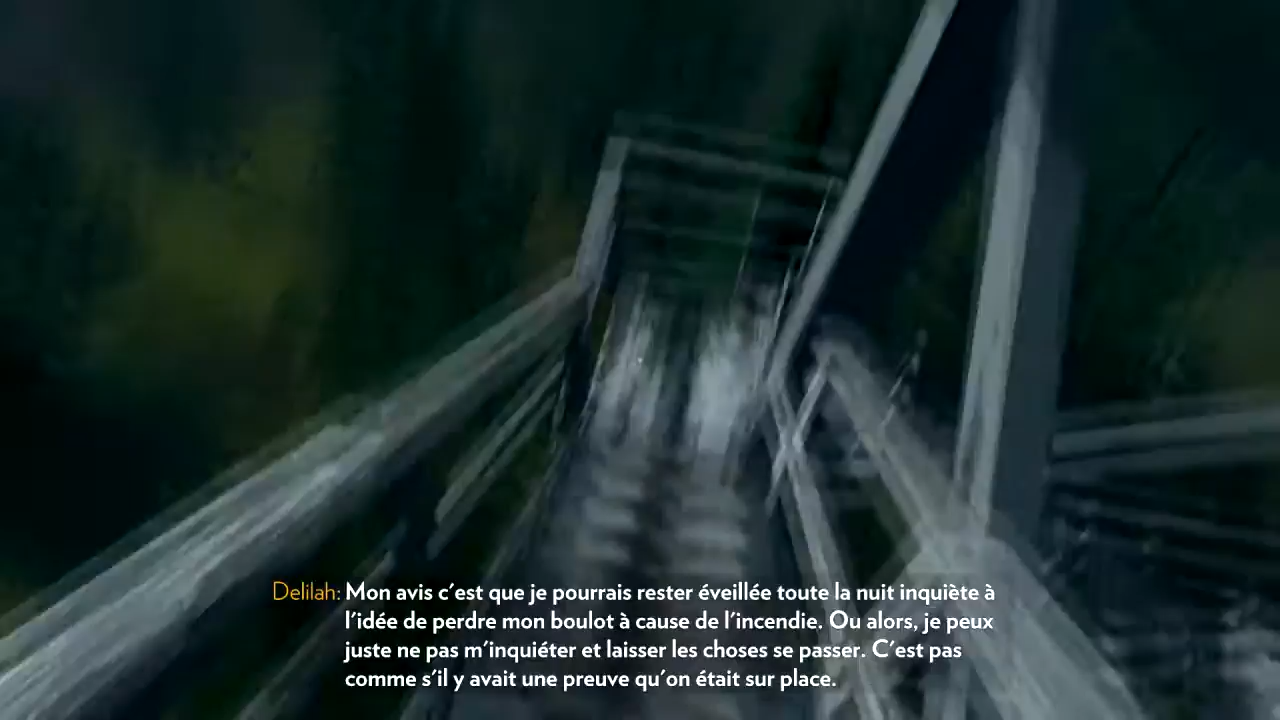 Delilah: Mon avis c'est que je pourrais rester éveillée toute la nuit inquiète à
l'idée de perdre mon boulot à cause de l'incendie. Ou alors, je peux
juste ne pas m'inquiéter et laisser les choses se passer. C'est pas
comme s'il y avait une preuve qu'on était sur place.